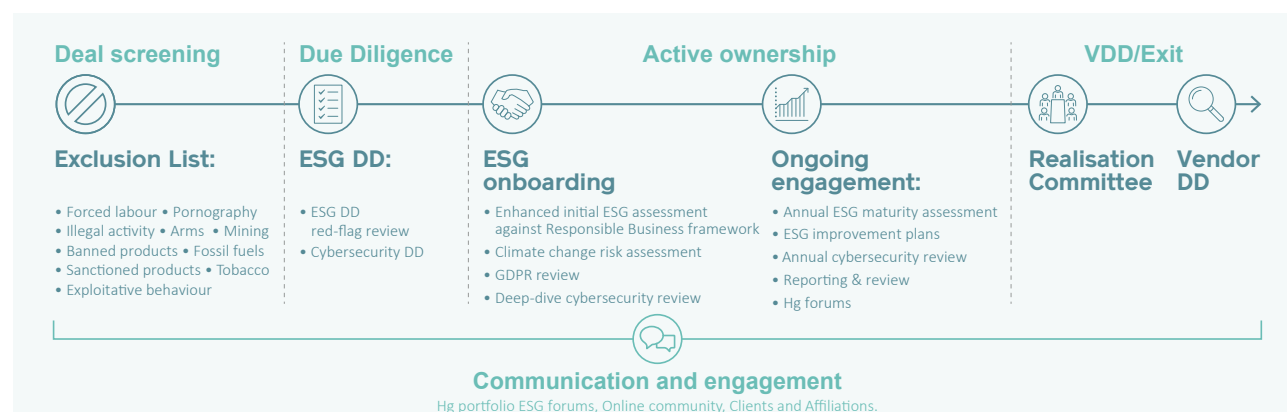 Deal screening
Due Diligence
Active ownership
VDD/Exit
Exclusion List:
• Forced labour • Pornography
• Illegal activity • Arms • Mining
• Banned products • Fossil fuels
• Sanctioned products • Tobacco
• Exploitative behaviour
ESG DD:
• ESG DD
red-flag review
• Cybersecurity DD
ESG
onboarding
• Enhanced initial ESG assessment
against Responsible Business framework
• Climate change risk assessment
• GDPR review
• Deep-dive cybersecurity review
Ongoing
engagement:
• Annual ESG maturity assessment
• ESG improvement plans
• Annual cybersecurity review
• Reporting & review
• Hg forums
Realisation
Committee
Vendor
DD
Communication and engagement
Hg portfolio ESG forums, Online community, Clients and Affiliations.